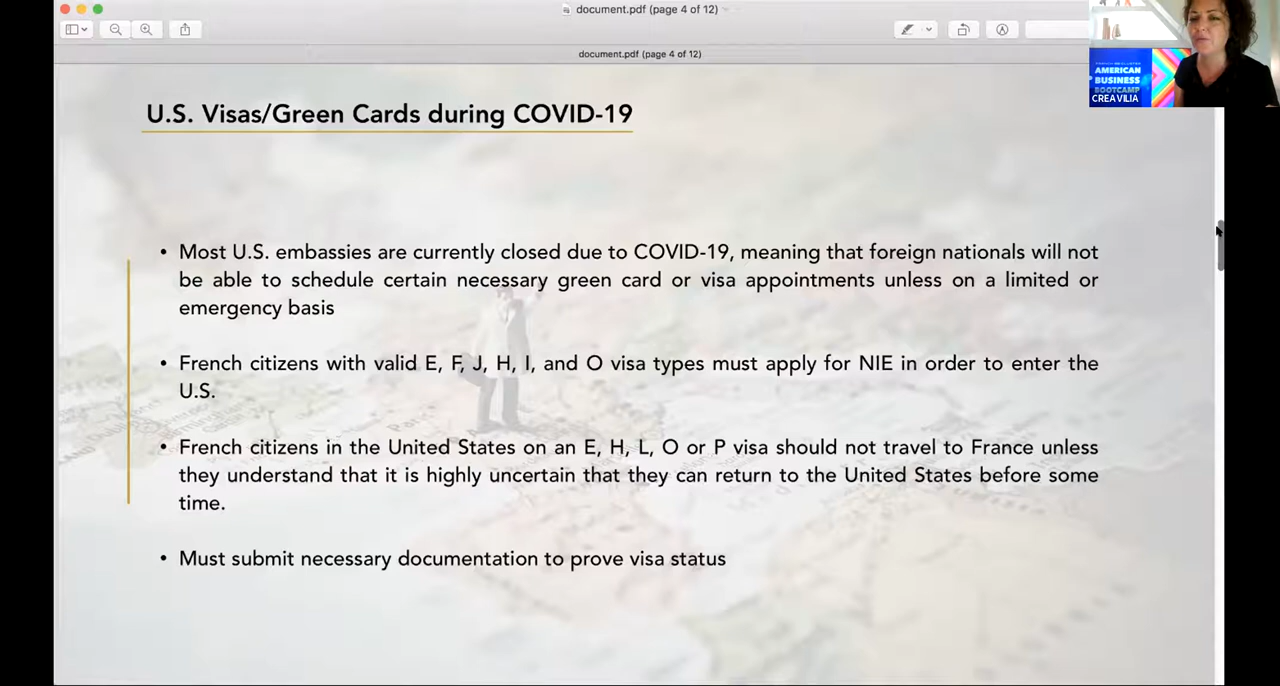 document.pdf (page 4 of 12)
document.pdf (page 4 of 12)
AMERICAN
BUSINESS
BOOTCAMP
CREAVILIA
U.S. Visas/Green Cards during COVID-19
• Most U.S. embassies are currently closed due to COVID-19, meaning that foreign nationals will not
be able to schedule certain necessary green card or visa appointments unless on a limited or
emergency basis
• French citizens with valid E, F, J, H, I, and O visa types must apply for NIE in order to enter the
U.S.
• French citizens in the United States on an E, H, L, O or P visa should not travel to France unless
they understand that it is highly uncertain that they can return to the United States before some
time.
• Must submit necessary documentation to prove visa status